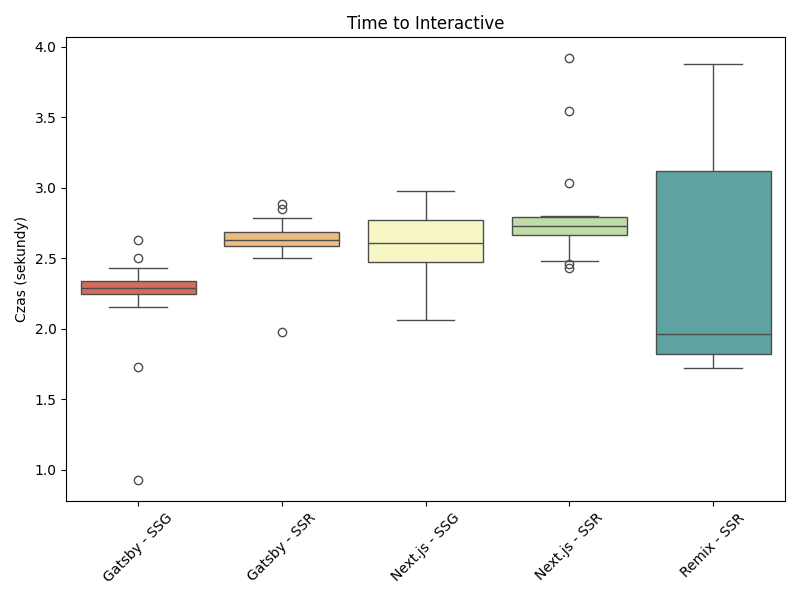 Time to Interactive
Czas (sekundy)
4.0
3.5
3.0
2.5
2.0
1.5
1.0
Gatsby - SSG
Gatsby - SSR
Next.js - SSG
Next.js - SSR
Remix - SSR